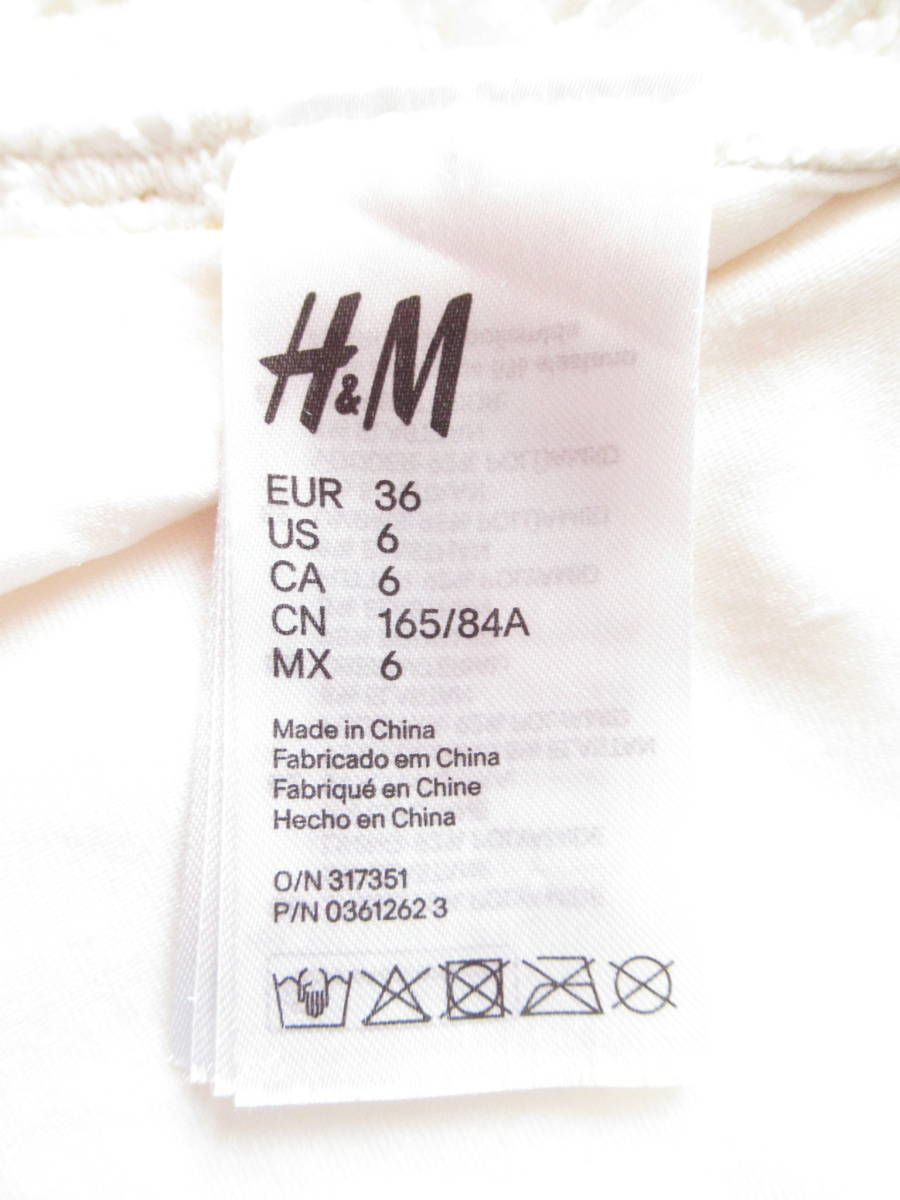 H&M
EUR 36
US 6
CA 6
CN 165/84A
MX 6
Made in China
Fabricado em China
Fabriqué en Chine
Hecho en China
O/N 317351
P/N 0361262 3